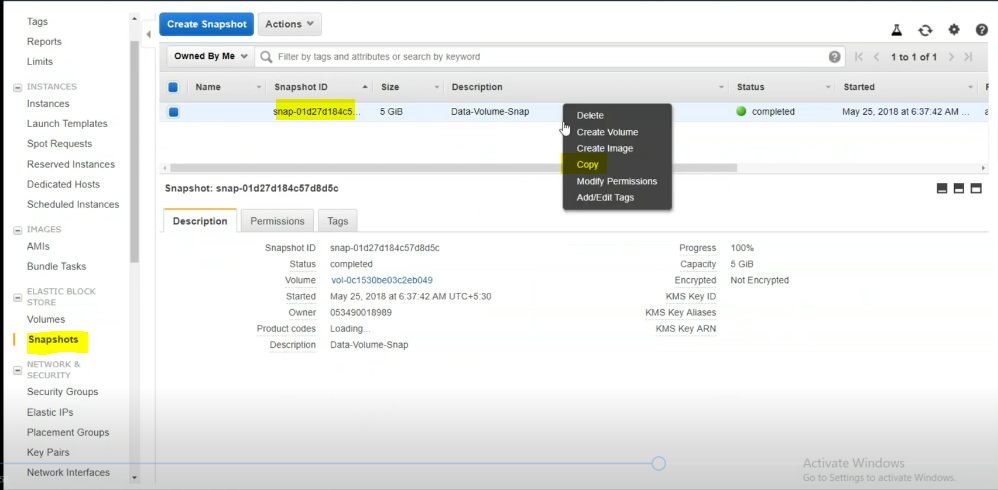 Tags
Reports
Limits
INSTANCES
Instances
Launch Templates
Spot Requests
Reserved Instances
Dedicated Hosts
Scheduled Instances
IMAGES
AMIs
Bundle Tasks
ELASTIC BLOCK
STORE
Volumes
Snapshots
NETWORK &
SECURITY
Security Groups
Elastic IPs
Placement Groups
Key Pairs
Network Interfaces
Create Snapshot Actions
Owned By Me Filter by tags and attributes or search by keyword 1 to 1 of 1
Name Snapshot ID Size Description Status Started
snap-01d27d184c5... 5 GiB Data-Volume-Snap completed May 25, 2018 at 6:37:42 AM ...
Delete
Create Volume
Create Image
Copy
Modify Permissions
Add/Edit Tags
Snapshot: snap-01d27d184c57d8d5c
Description Permissions Tags
Snapshot ID snap-01d27d184c57d8d5c Progress 100%
Status completed Capacity 5 GiB
Volume vol-0c1530be03c2eb049 Encrypted Not Encrypted
Started May 25, 2018 at 6:37:42 AM UTC+5:30 KMS Key ID
Owner 053490018989 KMS Key Aliases
Product codes Loading... KMS Key ARN
Description Data-Volume-Snap
Activate Windows
Go to Settings to activate Windows.